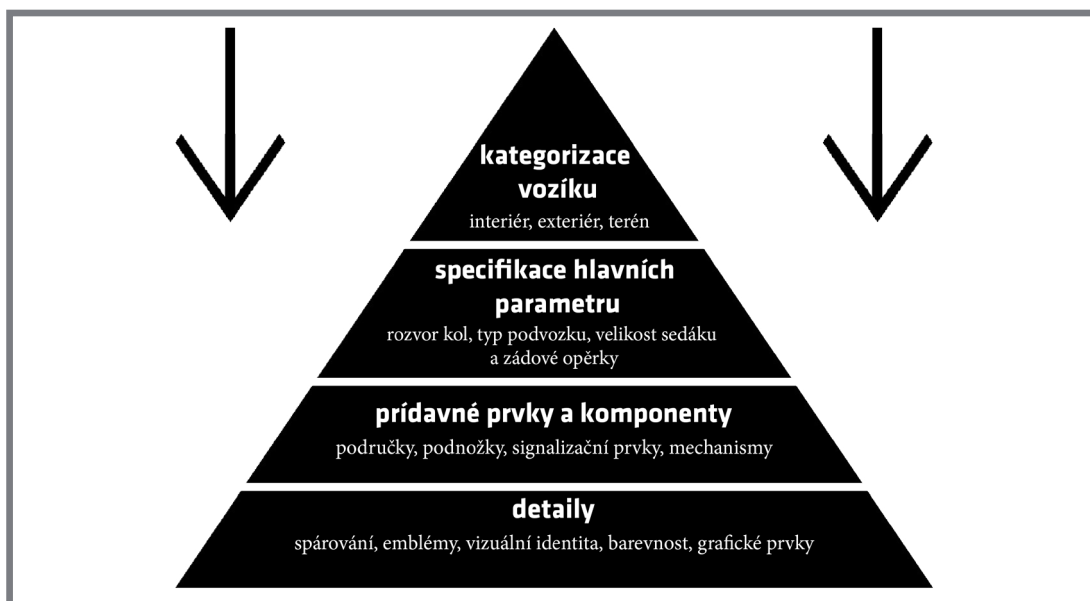 kategorizace
vozíku
interiér, exteriér, terén
specifikace hlavních
parametru
rozvor kol, typ podvozku, velikost sedáku
a zádové opěrky
prídavné prvky a komponenty
područky, podnožky, signalizační prvky, mechanismy
detaily
spárování, emblémy, vizuální identita, barevnost, grafické prvky